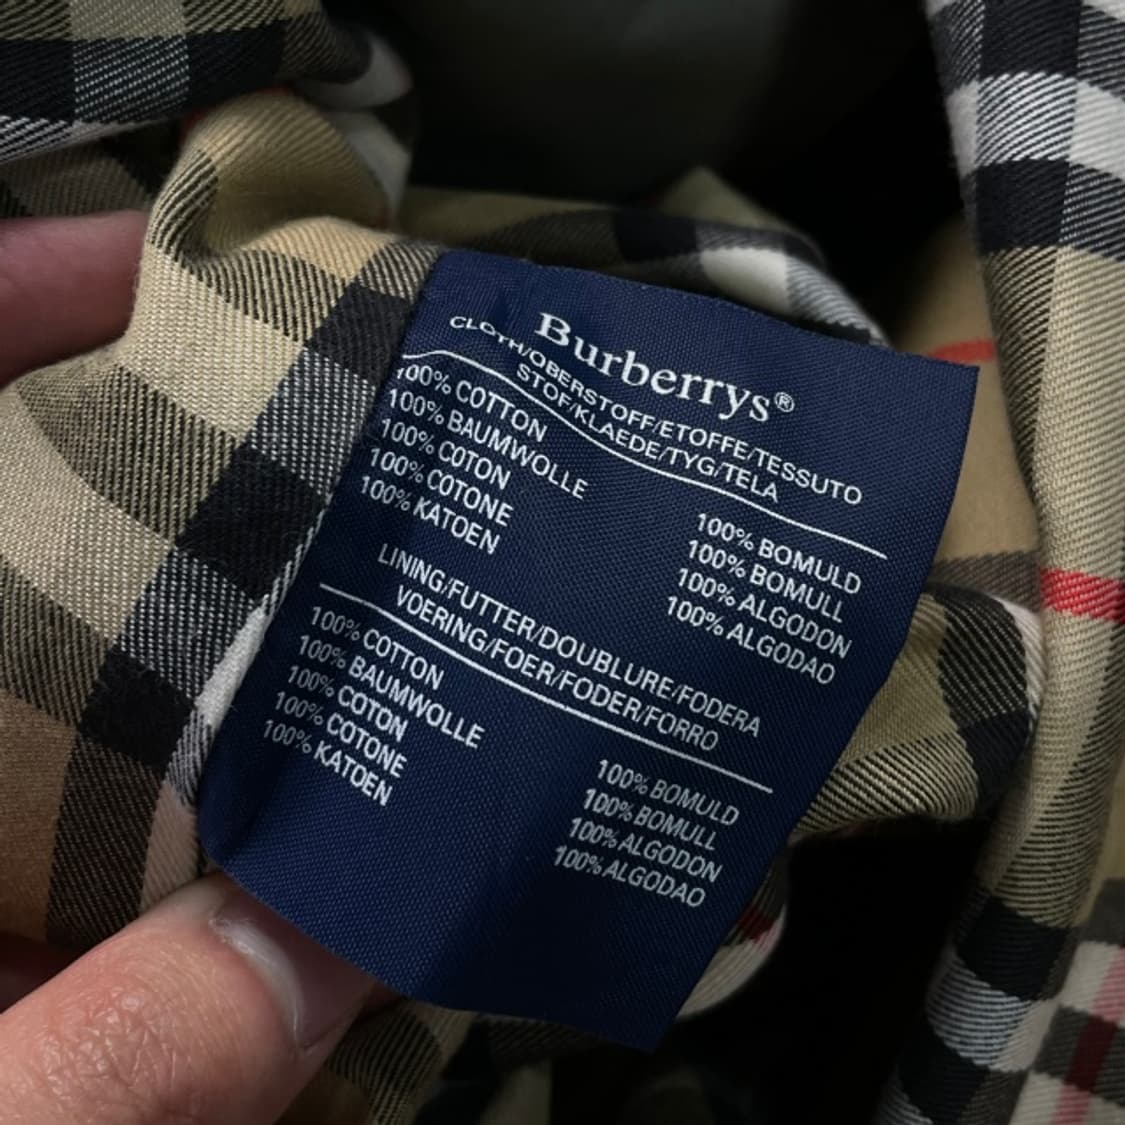 Burberrys®
CLOTH/OBERSTOFF/ETOFFE/TESSUTO
STOF/KLAEDE/TYG/TELA
100% COTTON
100% BAUMWOLLE
100% COTON
100% COTONE
100% KATOEN
100% BOMULD
100% BOMULL
100% ALGODON
100% ALGODAO
LINING/FUTTER/DOUBLURE/FODERA
VOERING/FOER/FODER/FORRO
100% COTTON
100% BAUMWOLLE
100% COTON
100% COTONE
100% KATOEN
100% BOMULD
100% BOMULL
100% ALGODON
100% ALGODAO